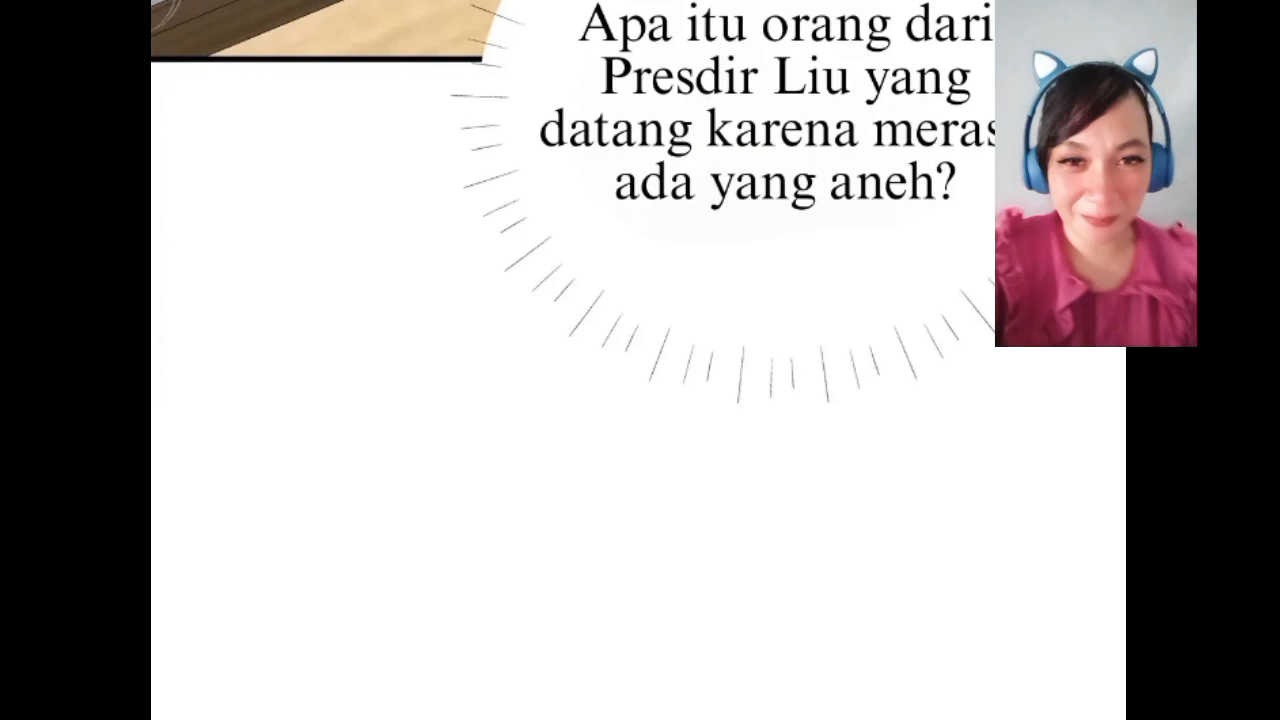 Apa itu orang dari
Presdir Liu yang
datang karena meras
ada yang aneh?